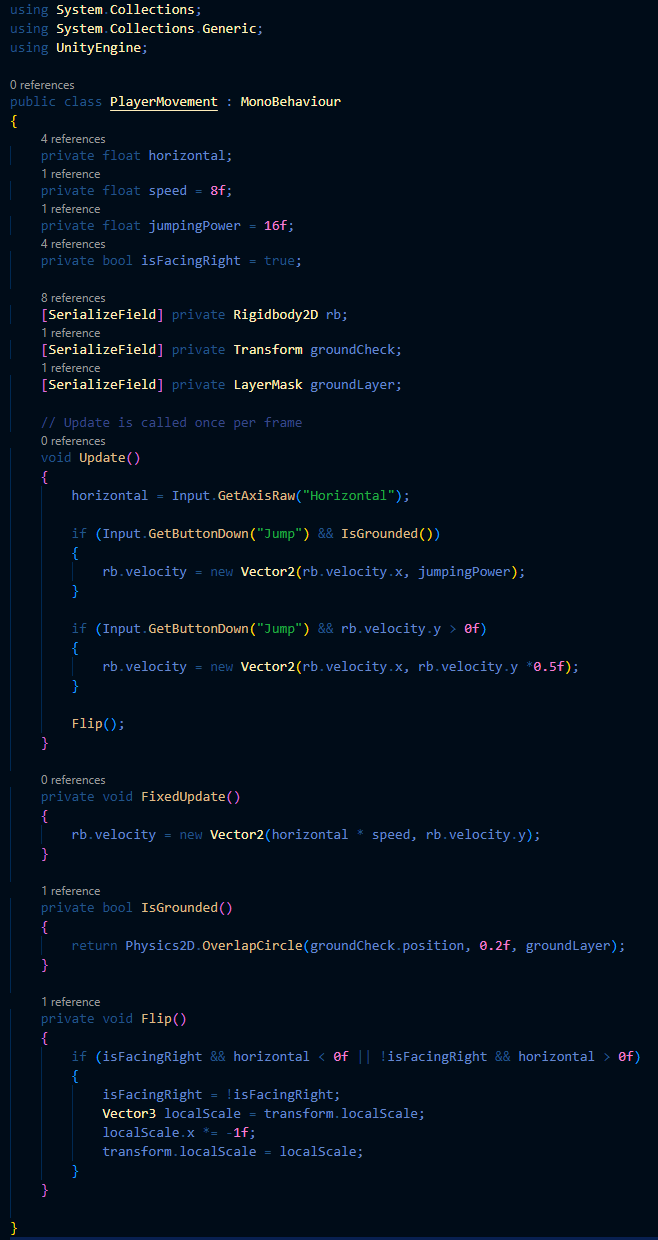 using System.Collections;
using System.Collections.Generic;
using UnityEngine;
0 references
public class PlayerMovement : MonoBehaviour
{
4 references
private float horizontal;
1 reference
private float speed = 8f;
1 reference
private float jumpingPower = 16f;
4 references
private bool isFacingRight = true;
8 references
[SerializeField] private Rigidbody2D rb;
1 reference
[SerializeField] private Transform groundCheck;
1 reference
[SerializeField] private LayerMask groundLayer;
// Update is called once per frame
0 references
void Update()
{
horizontal = Input.GetAxisRaw("Horizontal");
if (Input.GetButtonDown("Jump") && IsGrounded())
{
rb.velocity = new Vector2(rb.velocity.x, jumpingPower);
}
if (Input.GetButtonDown("Jump") && rb.velocity.y > 0f)
{
rb.velocity = new Vector2(rb.velocity.x, rb.velocity.y *0.5f);
}
Flip();
}
0 references
private void FixedUpdate()
{
rb.velocity = new Vector2(horizontal * speed, rb.velocity.y);
}
1 reference
private bool IsGrounded()
{
return Physics2D.OverlapCircle(groundCheck.position, 0.2f, groundLayer);
}
1 reference
private void Flip()
{
if (isFacingRight && horizontal < 0f || !isFacingRight && horizontal > 0f)
{
isFacingRight = !isFacingRight;
Vector3 localScale = transform.localScale;
localScale.x *= -1f;
transform.localScale = localScale;
}
}
}